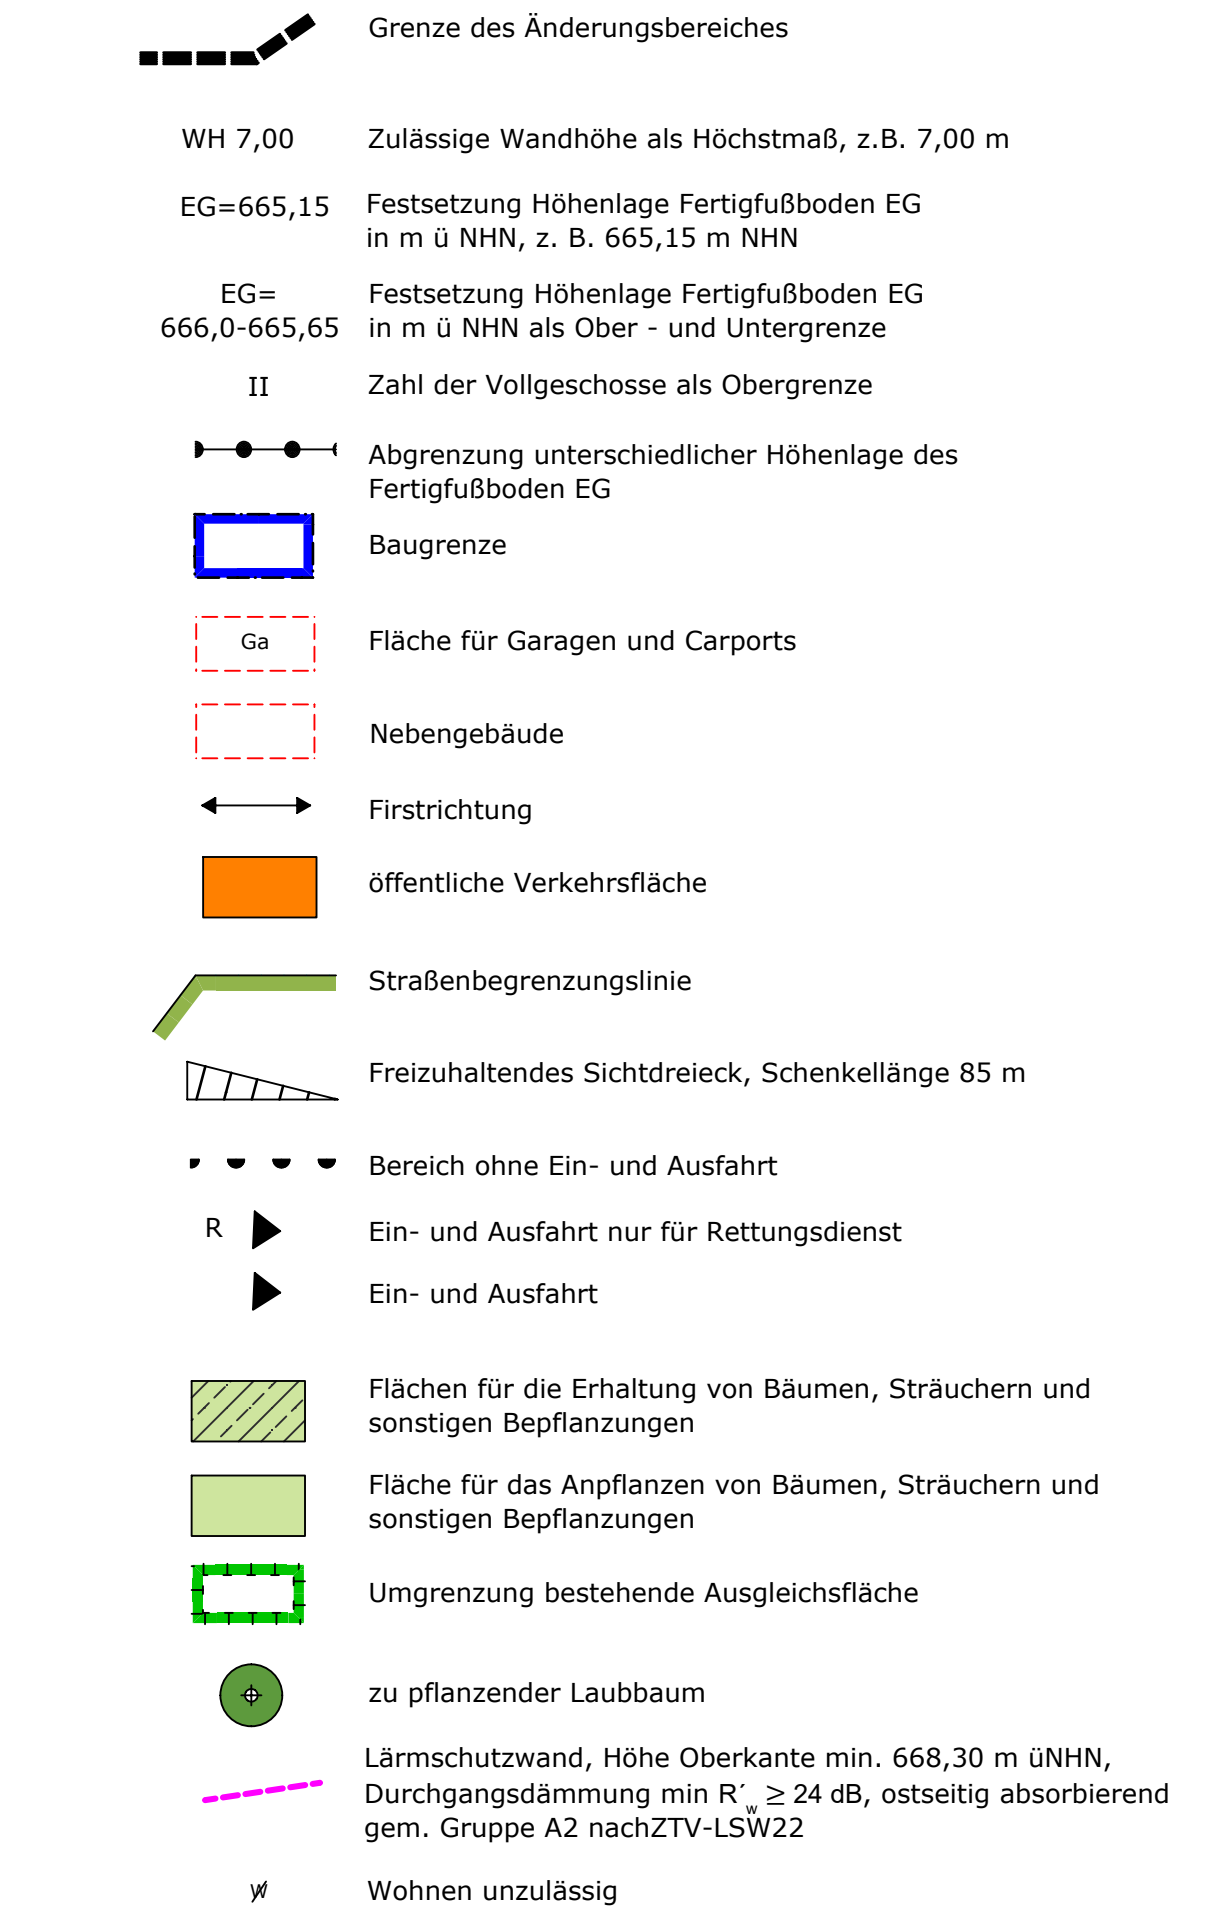 Grenze des Änderungsbereiches
WH 7,00 Zulässige Wandhöhe als Höchstmaß, z.B. 7,00 m
EG=665,15 Festsetzung Höhenlage Fertigfußboden EG
in m ü NHN, z. B. 665,15 m NHN
EG= Festsetzung Höhenlage Fertigfußboden EG
666,0-665,65 in m ü NHN als Ober - und Untergrenze
II Zahl der Vollgeschosse als Obergrenze
Abgrenzung unterschiedlicher Höhenlage des
Fertigfußboden EG
Baugrenze
Ga Fläche für Garagen und Carports
Nebengebäude
Firstrichtung
öffentliche Verkehrsfläche
Straßenbegrenzungslinie
Freizuhaltendes Sichtdreieck, Schenkellänge 85 m
Bereich ohne Ein- und Ausfahrt
R Ein- und Ausfahrt nur für Rettungsdienst
Ein- und Ausfahrt
Flächen für die Erhaltung von Bäumen, Sträuchern und
sonstigen Bepflanzungen
Fläche für das Anpflanzen von Bäumen, Sträuchern und
sonstigen Bepflanzungen
Umgrenzung bestehende Ausgleichsfläche
zu pflanzender Laubbaum
Lärmschutzwand, Höhe Oberkante min. 668,30 m üNHN,
Durchgangsdämmung min R´w ≥ 24 dB, ostseitig absorbierend
gem. Gruppe A2 nachZTV-LSW22
W Wohnen unzulässig